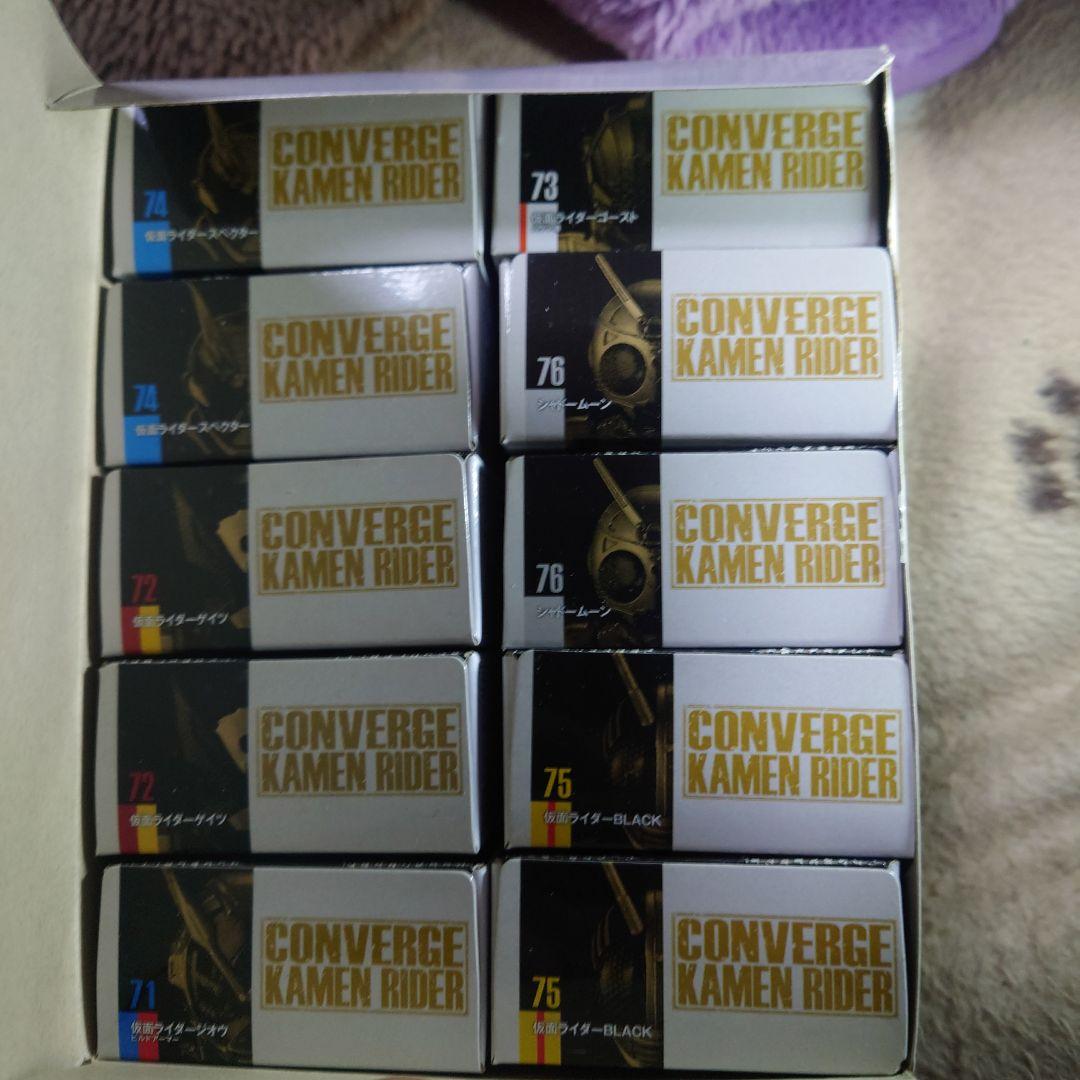 CONVERGE
KAMEN RIDER
74
仮面ライダースペクター
CONVERGE
KAMEN RIDER
73
仮面ライダーゴースト
CONVERGE
KAMEN RIDER
74
仮面ライダースペクター
CONVERGE
KAMEN RIDER
76
シャドームーン
CONVERGE
KAMEN RIDER
72
仮面ライダーゲイツ
CONVERGE
KAMEN RIDER
76
シャドームーン
CONVERGE
KAMEN RIDER
72
仮面ライダーゲイツ
CONVERGE
KAMEN RIDER
75
仮面ライダーBLACK
CONVERGE
KAMEN RIDER
71
仮面ライダージオウ
ビルドアーマー
CONVERGE
KAMEN RIDER
75
仮面ライダーBLACK